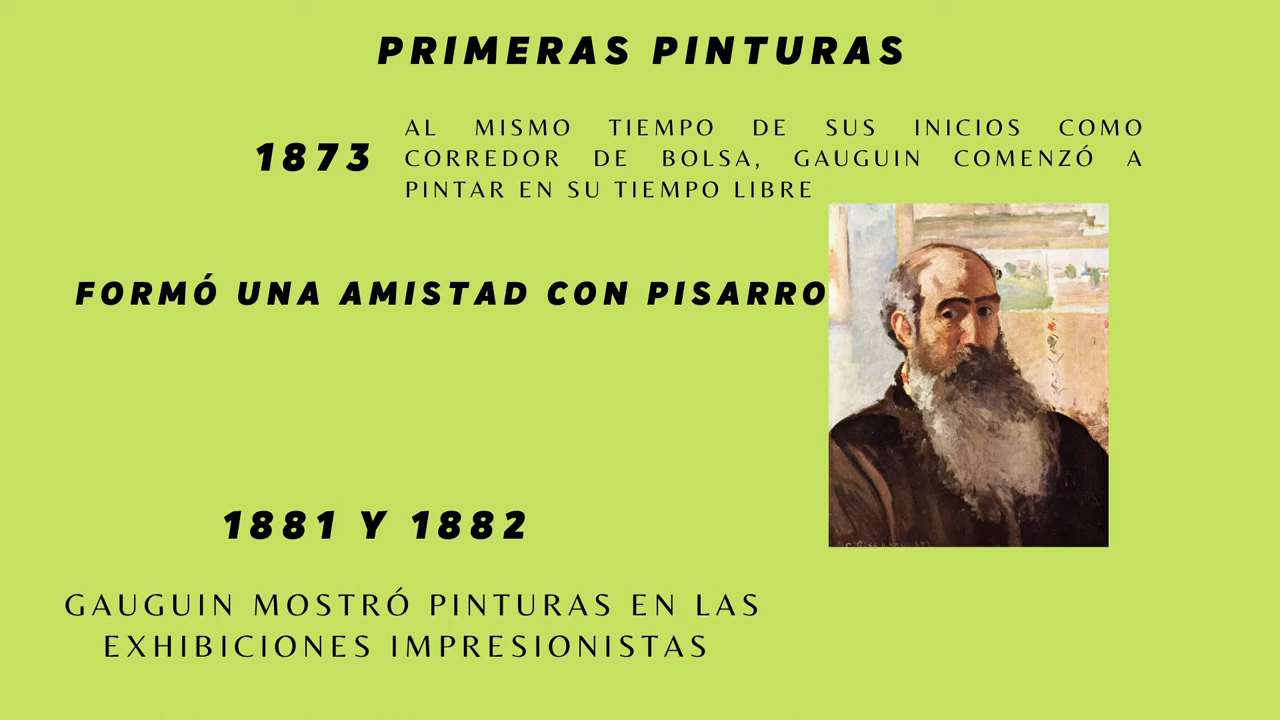 PRIMERAS PINTURAS
1873
AL MISMO TIEMPO DE SUS INICIOS COMO
CORREDOR DE BOLSA, GAUGUIN COMENZÓ A
PINTAR EN SU TIEMPO LIBRE
FORMÓ UNA AMISTAD CON PISARRO
1881 Y 1882
GAUGUIN MOSTRÓ PINTURAS EN LAS
EXHIBICIONES IMPRESIONISTAS